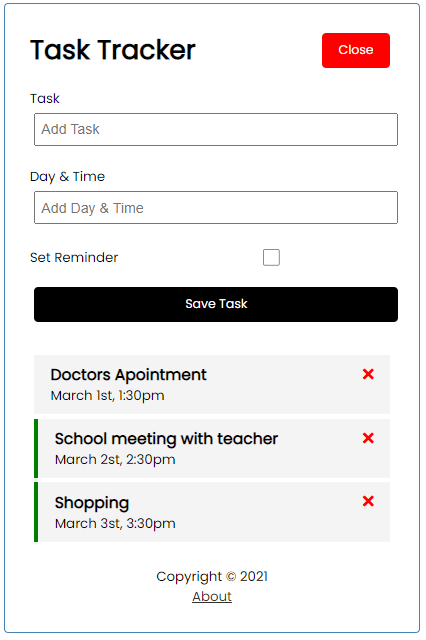 Task Tracker
Close
Task
Add Task
Day & Time
Add Day & Time
Set Reminder
Save Task
Doctors Apointment
March 1st, 1:30pm
School meeting with teacher
March 2st, 2:30pm
Shopping
March 3st, 3:30pm
Copyright © 2021
About